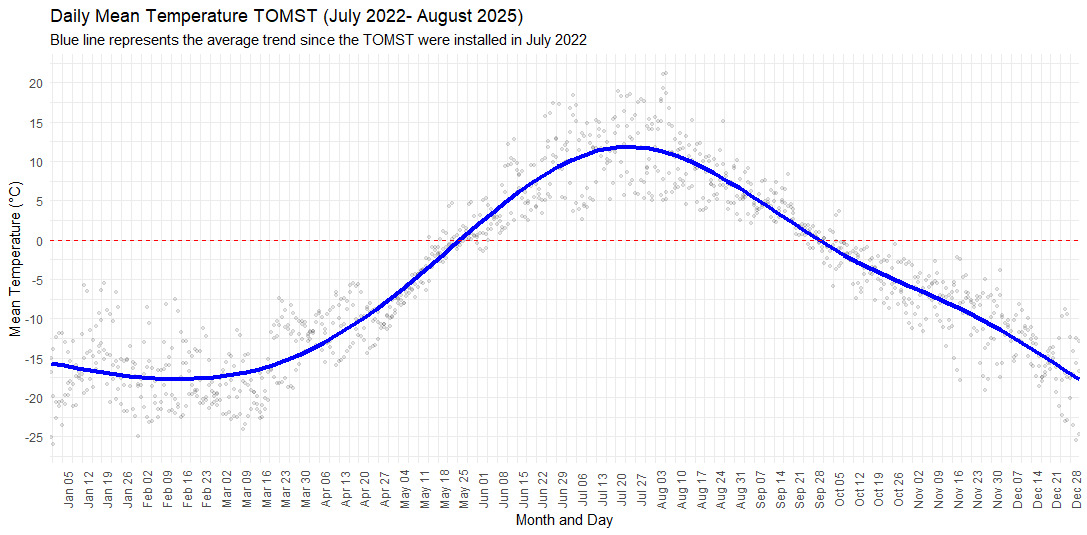 Daily Mean Temperature TOMST (July 2022- August 2025)
Blue line represents the average trend since the TOMST were installed in July 2022
Mean Temperature (°C)
20
15
10
5
0
-5
-10
-15
-20
-25
Jan 05
Jan 12
Jan 19
Jan 26
Feb 02
Feb 09
Feb 16
Feb 23
Mar 02
Mar 09
Mar 16
Mar 23
Mar 30
Apr 06
Apr 13
Apr 20
Apr 27
May 04
May 11
May 18
May 25
Jun 01
Jun 08
Jun 15
Jun 22
Jun 29
Jul 06
Jul 13
Jul 20
Jul 27
Aug 03
Aug 10
Aug 17
Aug 24
Aug 31
Sep 07
Sep 14
Sep 21
Sep 28
Oct 05
Oct 12
Oct 19
Oct 26
Nov 02
Nov 09
Nov 16
Nov 23
Nov 30
Dec 07
Dec 14
Dec 21
Dec 28
Month and Day